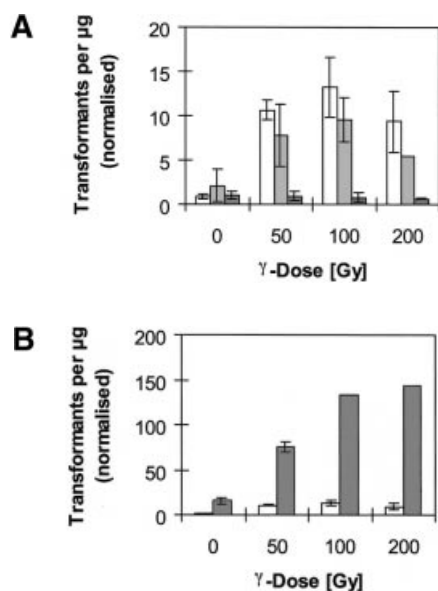 A
Transformants per µg
(normalised)
20
15
10
5
0
0 50 100 200
γ-Dose [Gy]
B
Transformants per µg
(normalised)
200
150
100
50
0
0 50 100 200
γ-Dose [Gy]